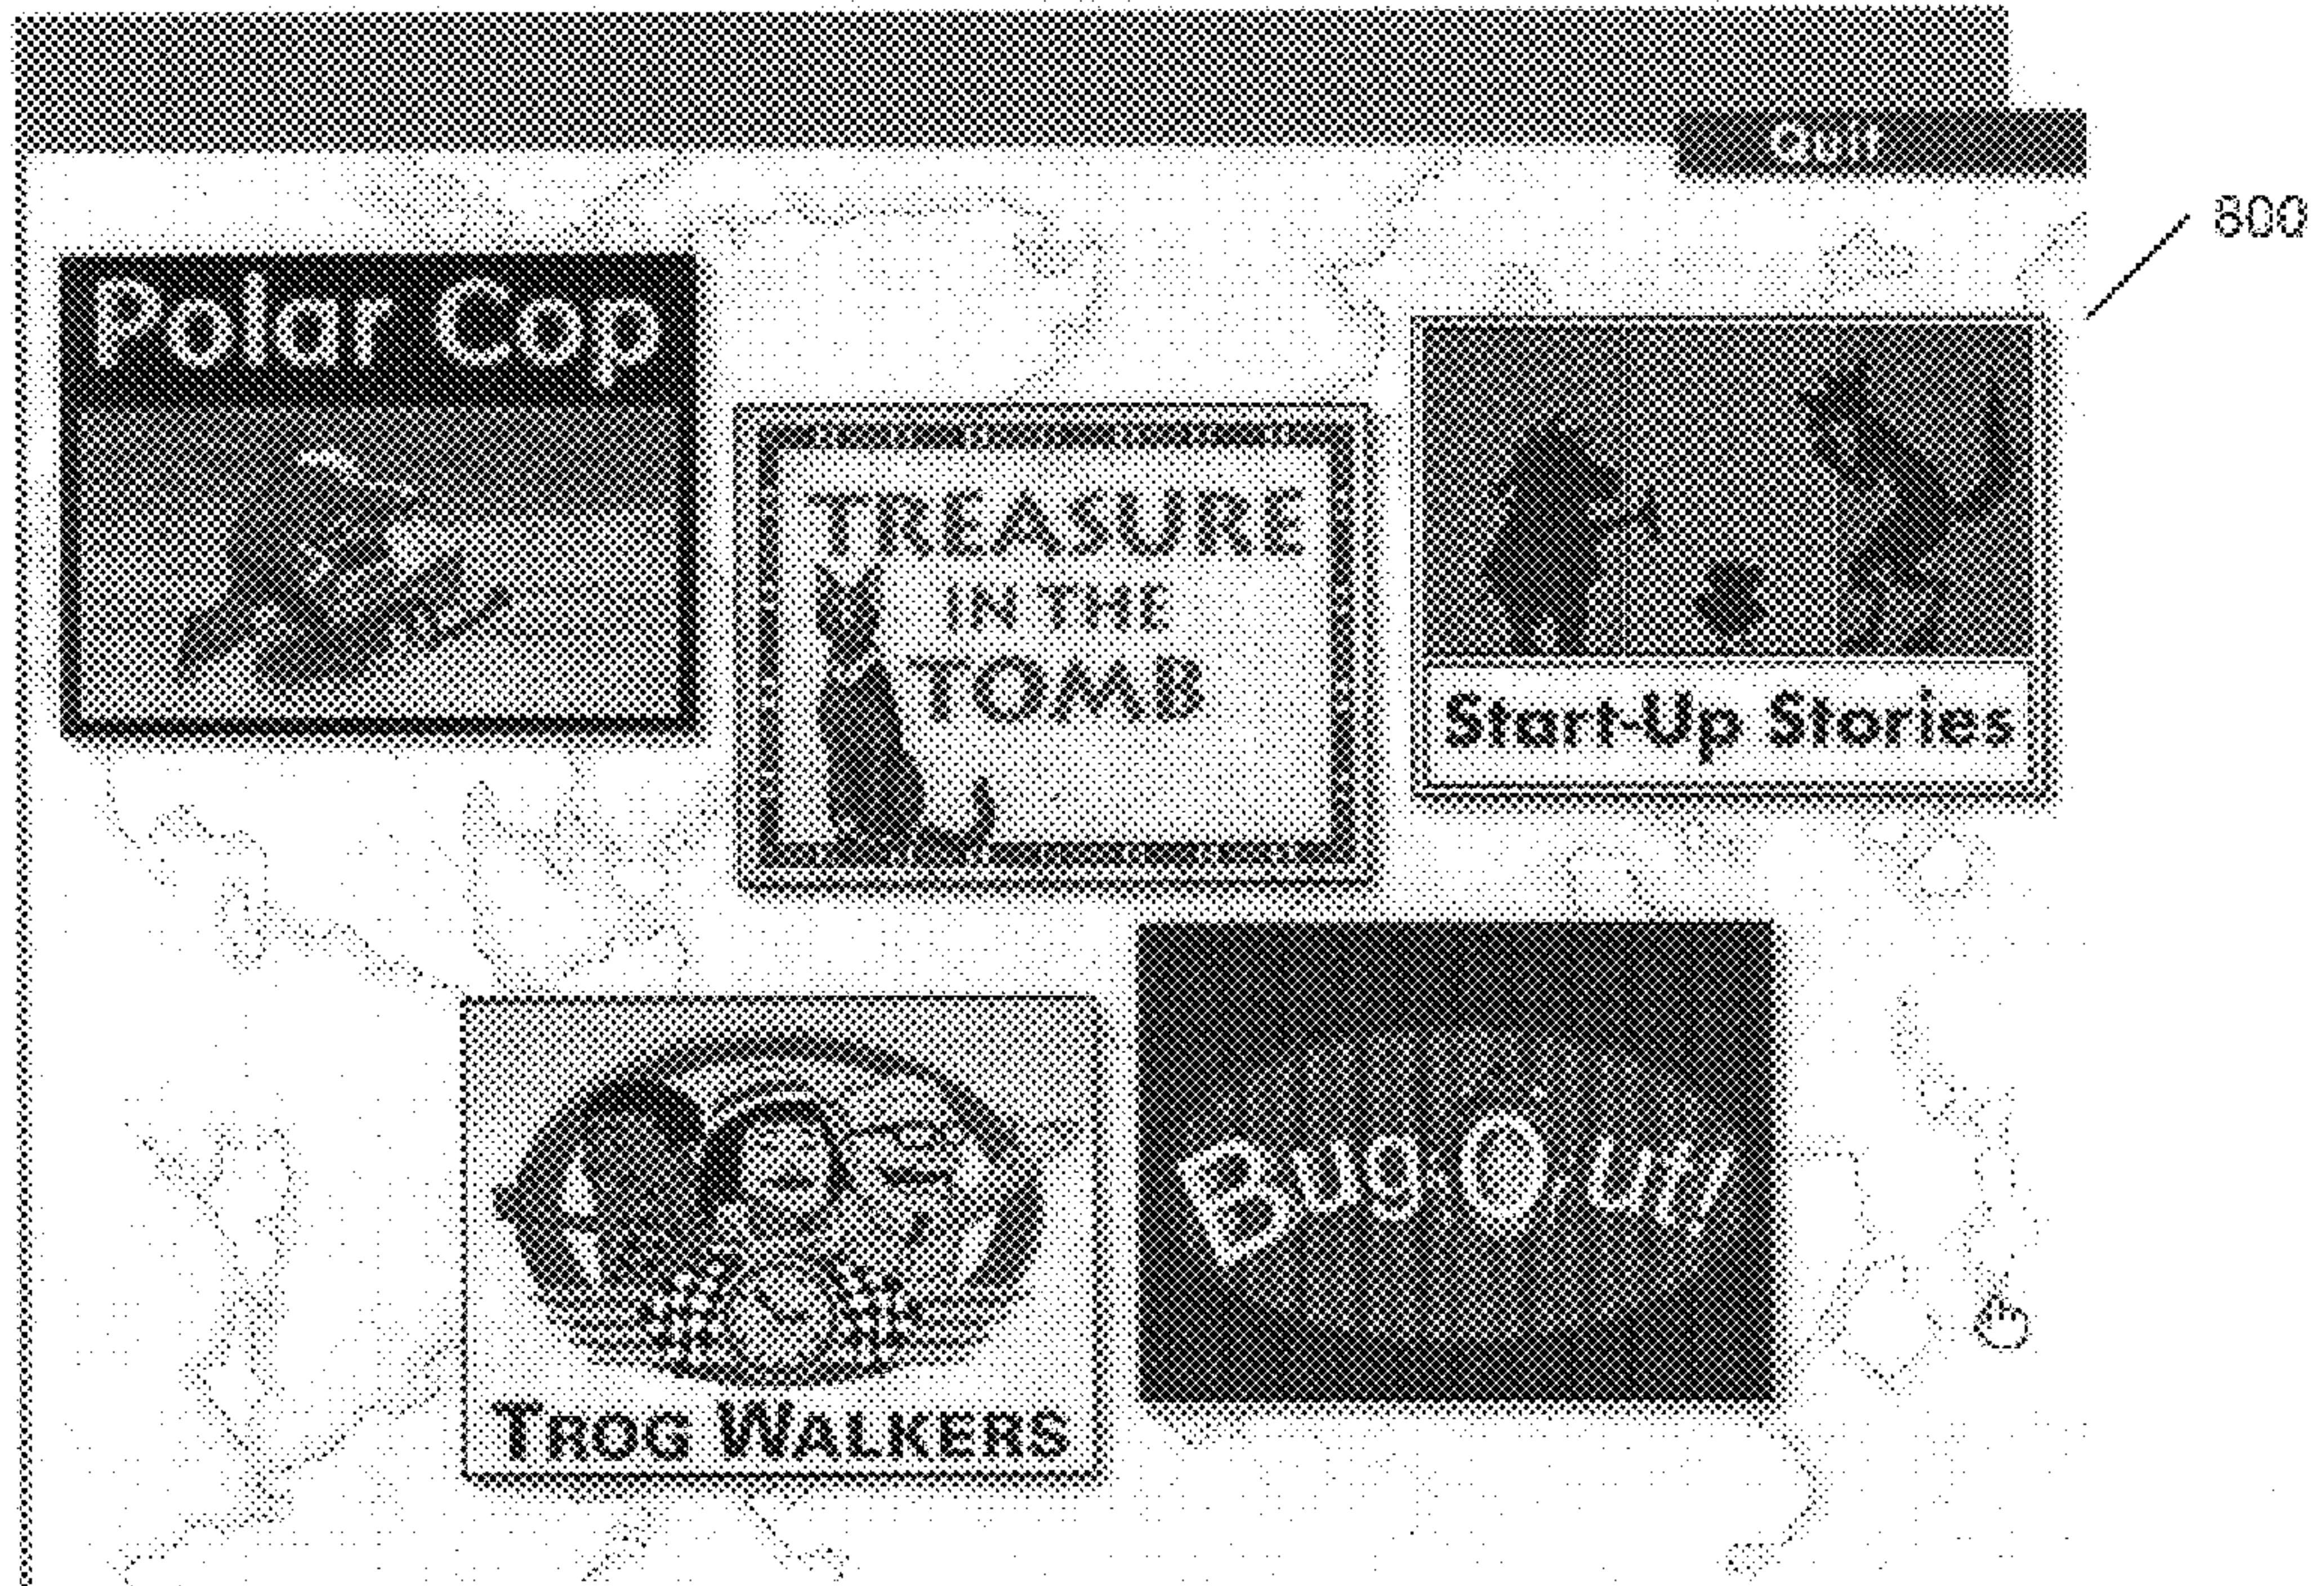 Quit
800
Polar Cop
TREASURE
IN THE
TOMB
Start-Up Stories
TROG WALKERS
Bug Out!